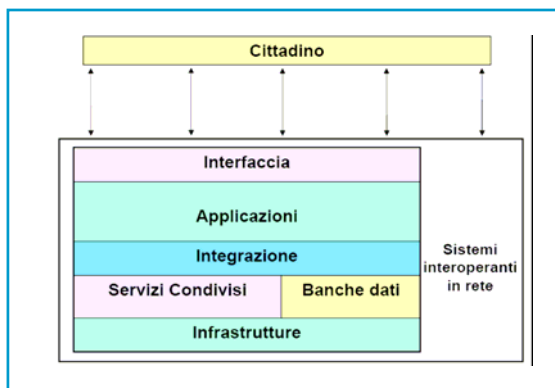 Cittadino
Interfaccia
Applicazioni
Integrazione
Servizi Condivisi
Banche dati
Infrastrutture
Sistemi
interoperanti
in rete